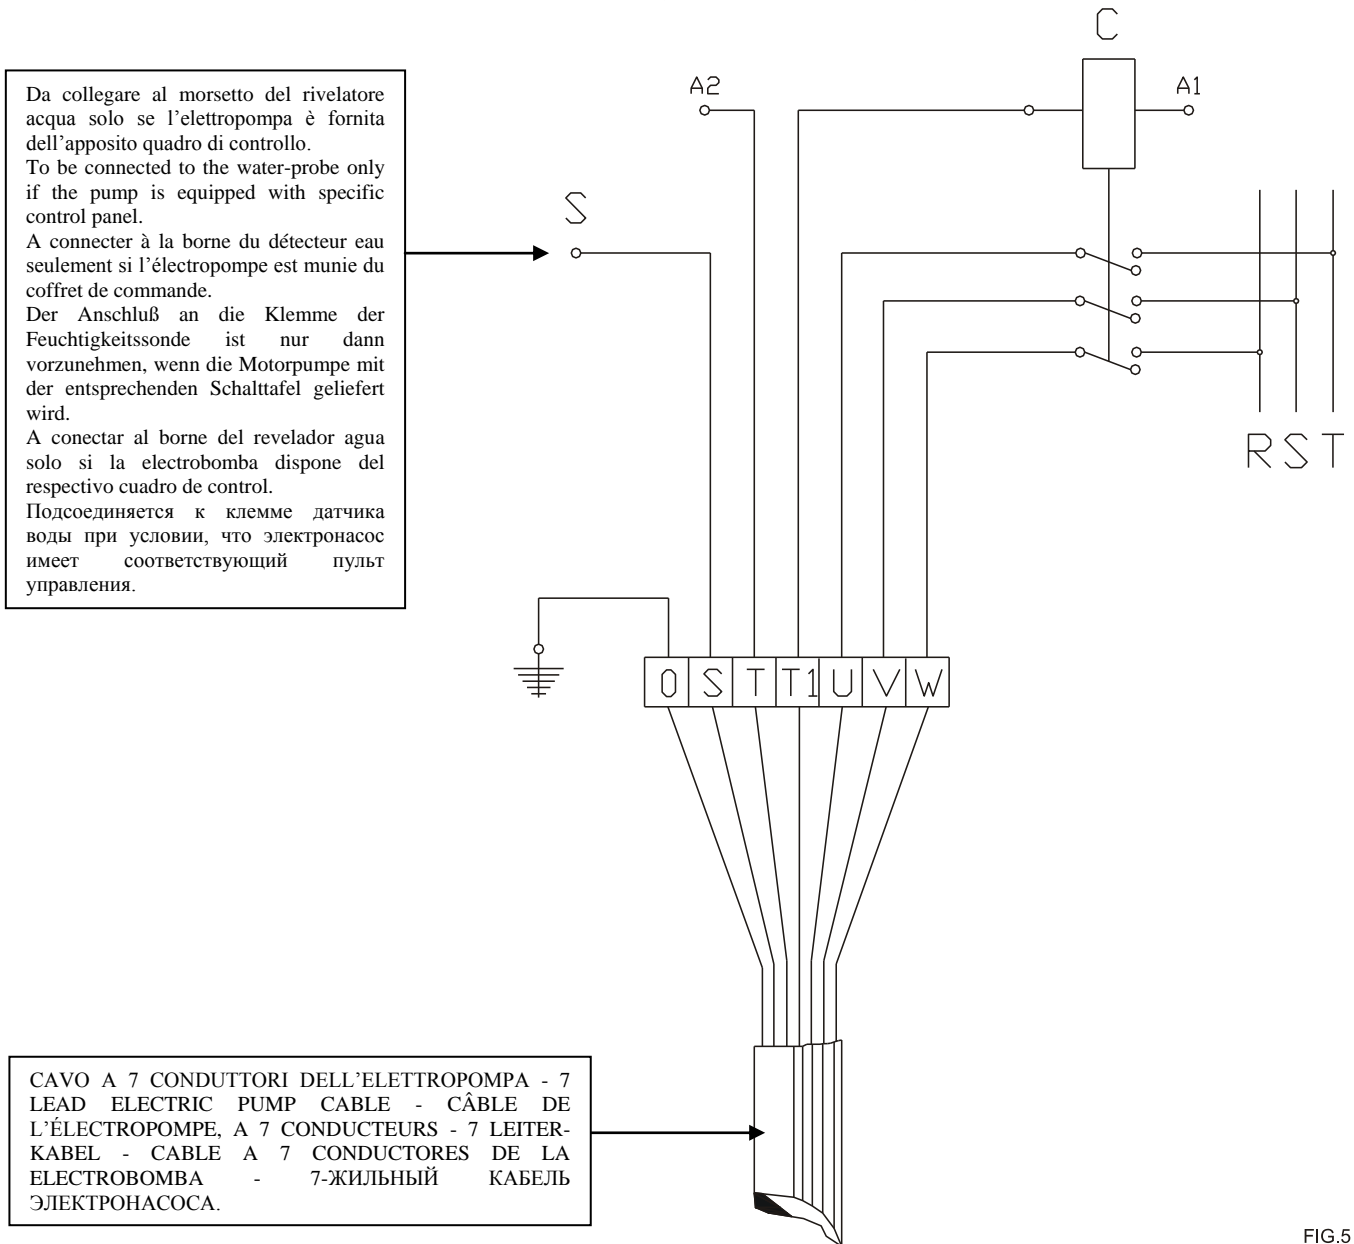 C
A2
A1
Da collegare al morsetto del rivelatore
acqua solo se l'elettropompa è fornita
dell'apposito quadro di controllo.
To be connected to the water-probe only
if the pump is equipped with specific
control panel.
A connecter à la borne du détecteur eau
seulement si l'électropompe est munie du
coffret de commande.
Der Anschluß an die Klemme der
Feuchtigkeitssonde ist nur dann
vorzunehmen, wenn die Motorpumpe mit
der entsprechenden Schalttafel geliefert
wird.
A conectar al borne del revelador agua
solo si la electrobomba dispone del
respectivo cuadro de control.
Подсоединяется к клемме датчика
воды при условии, что электронасос
имеет соответствующий пульт
управления.
S
R S T
0 S T T1 U V W
CAVO A 7 CONDUTTORI DELL'ELETTROPOMPA - 7
LEAD ELECTRIC PUMP CABLE - CÂBLE DE
L'ÉLECTROPOMPE, A 7 CONDUCTEURS - 7 LEITER-
KABEL - CABLE A 7 CONDUCTORES DE LA
ELECTROBOMBA - 7-ЖИЛЬНЫЙ КАБЕЛЬ
ЭЛЕКТРОНАСОСА.
FIG.5